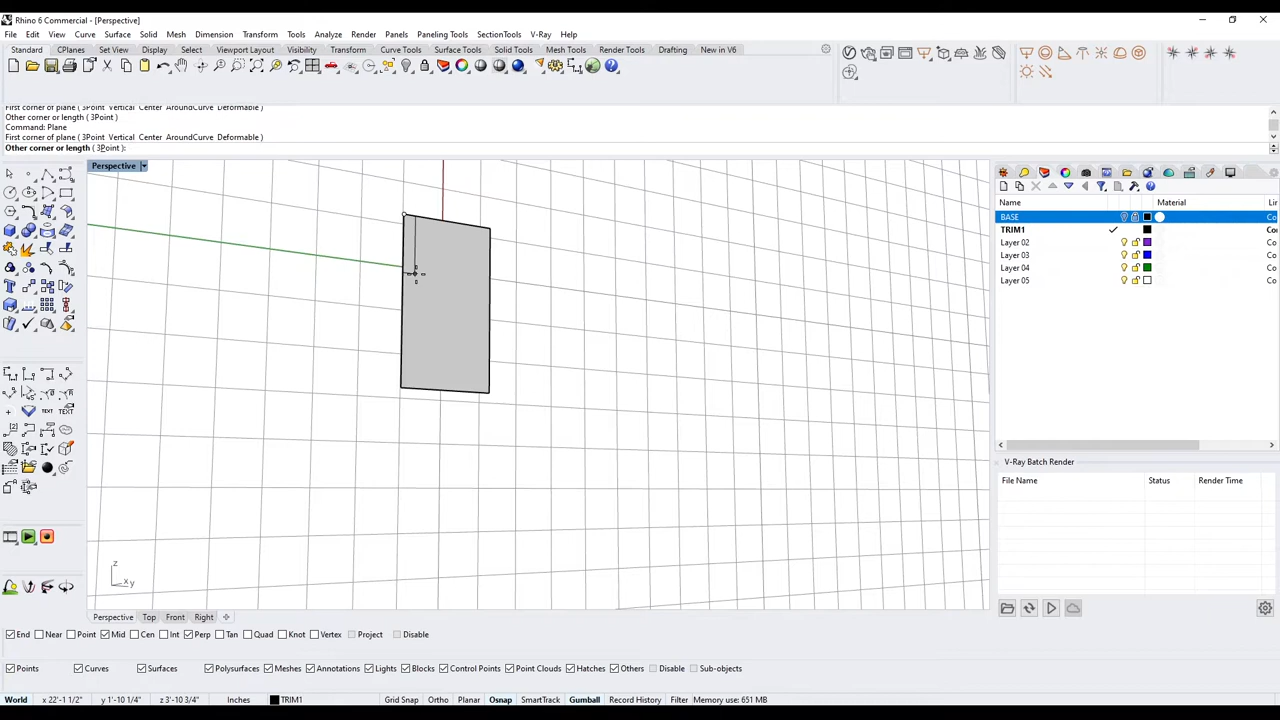 Rhino 6 Commercial - [Perspective]
File Edit View Curve Surface Solid Mesh Dimension Transform Tools Analyze Render Panels Paneling Tools SectionTools V-Ray Help
Standard CPlanes Set View Display Select Viewport Layout Visibility Transform Curve Tools Surface Tools Solid Tools Mesh Tools Render Tools Drafting New in V6
First corner of plane ( 3Point Vertical Center AroundCurve Deformable )
Other corner or length ( 3Point )
Command: Plane
First corner of plane ( 3Point Vertical Center AroundCurve Deformable )
Other corner or length ( 3Point ):
Perspective
Name Material Lir
BASE Co
TRIM1 Co
Layer 02 Co
Layer 03 Co
Layer 04 Co
Layer 05 Co
TEXT
V-Ray Batch Render
File Name Status Render Time
z
x y
Perspective Top Front Right
End Near Point Mid Cen Int Perp Tan Quad Knot Vertex Project Disable
Points Curves Surfaces Polysurfaces Meshes Annotations Lights Blocks Control Points Point Clouds Hatches Others Disable Sub-objects
World x 22'-1 1/2" y 1'-10 1/4" z 3'-10 3/4" Inches TRIM1 Grid Snap Ortho Planar Osnap SmartTrack Gumball Record History Filter Memory use: 651 MB